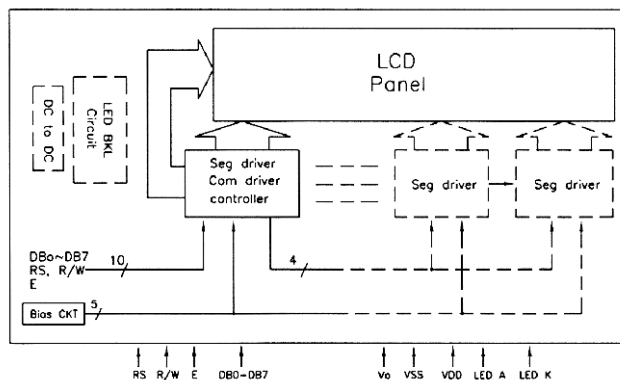 LCD
Panel
DC to DC
LED BKL
Circuit
Seg driver
Com driver
controller
Seg driver
Seg driver
DB0~DB7
RS, R/W
E
10
4
Bias CKT
5
RS R/W E DB0-DB7 Vo VSS VDD LED A LED K